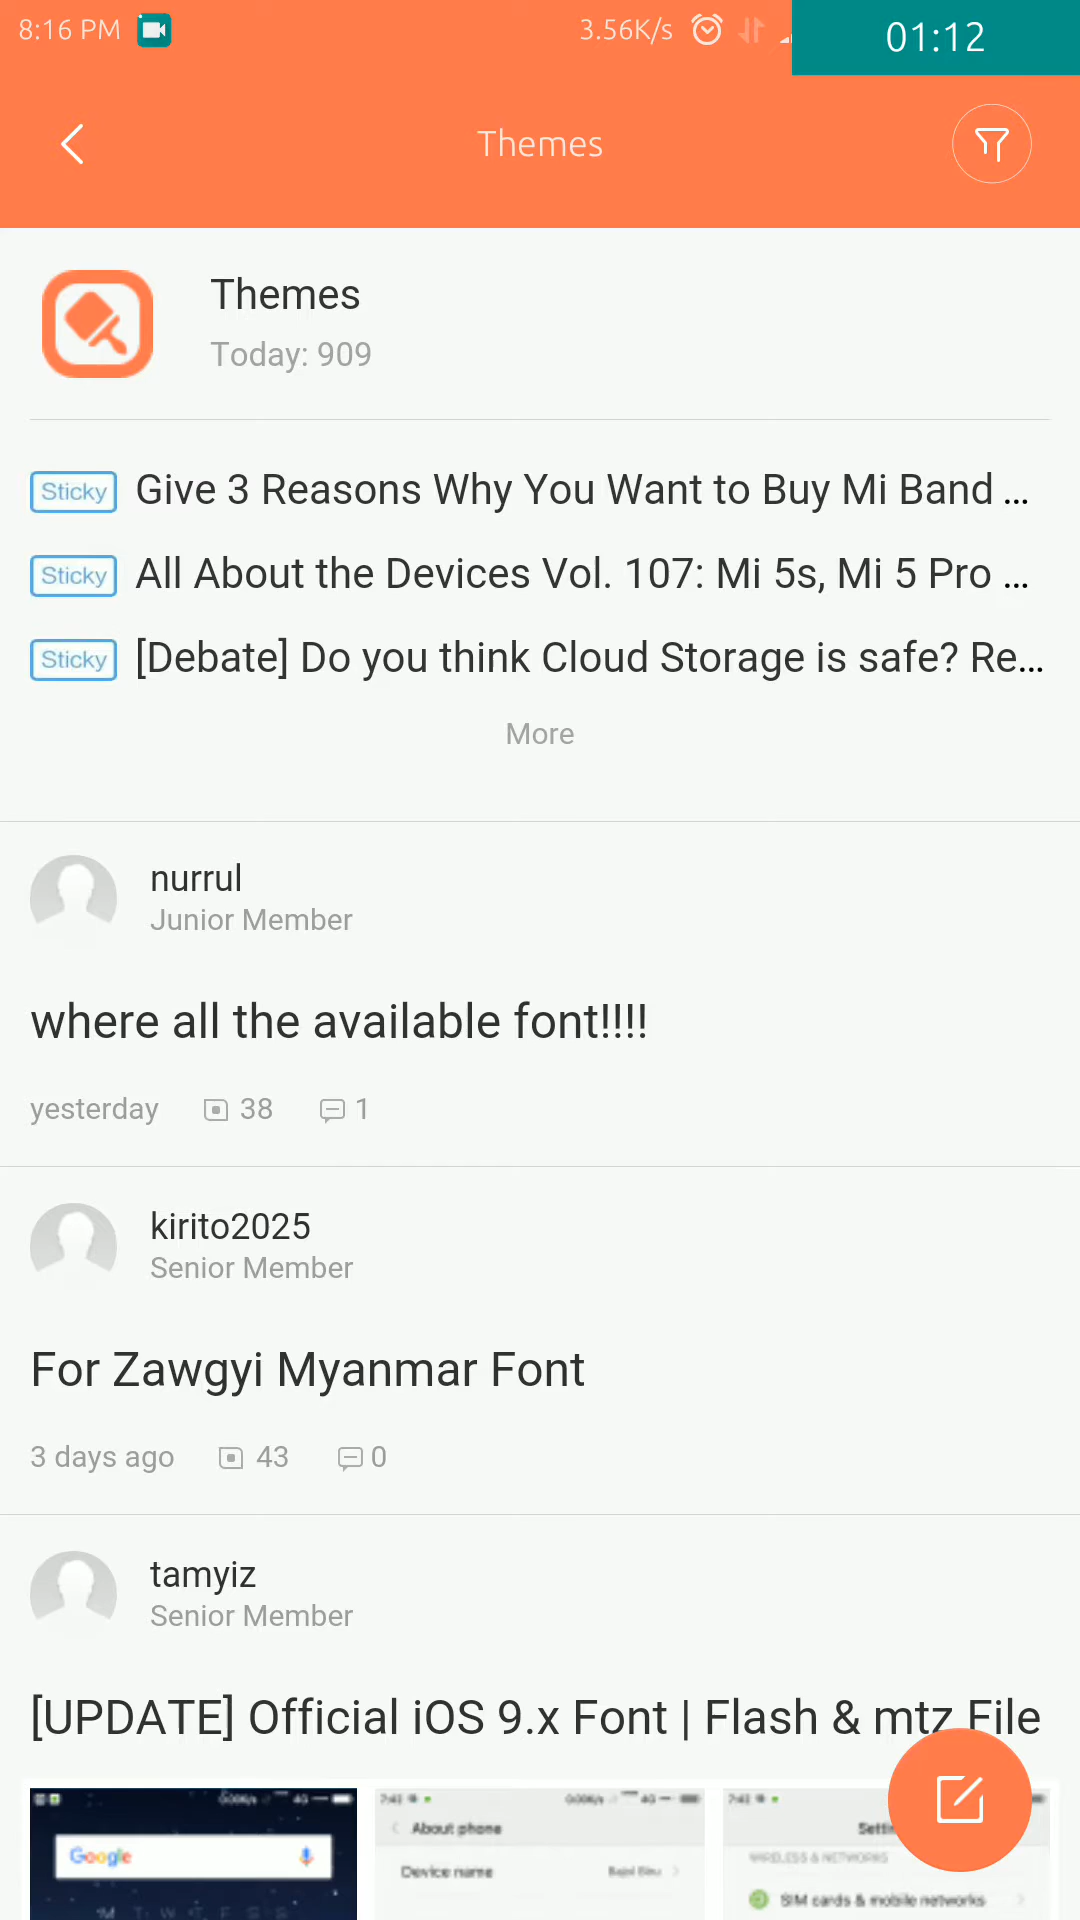 8:16 PM 3.56K/s 01:12
Themes
Themes
Today: 909
Sticky Give 3 Reasons Why You Want to Buy Mi Band ...
Sticky All About the Devices Vol. 107: Mi 5s, Mi 5 Pro ...
Sticky [Debate] Do you think Cloud Storage is safe? Re...
More
nurrul
Junior Member
where all the available font!!!!
yesterday 38 1
kirito2025
Senior Member
For Zawgyi Myanmar Font
3 days ago 43 0
tamyiz
Senior Member
[UPDATE] Official iOS 9.x Font | Flash & mtz File
Google
M T W T F S S
About phone
Device name
WIRELESS & NETWORKS
SIM cards & mobile networks